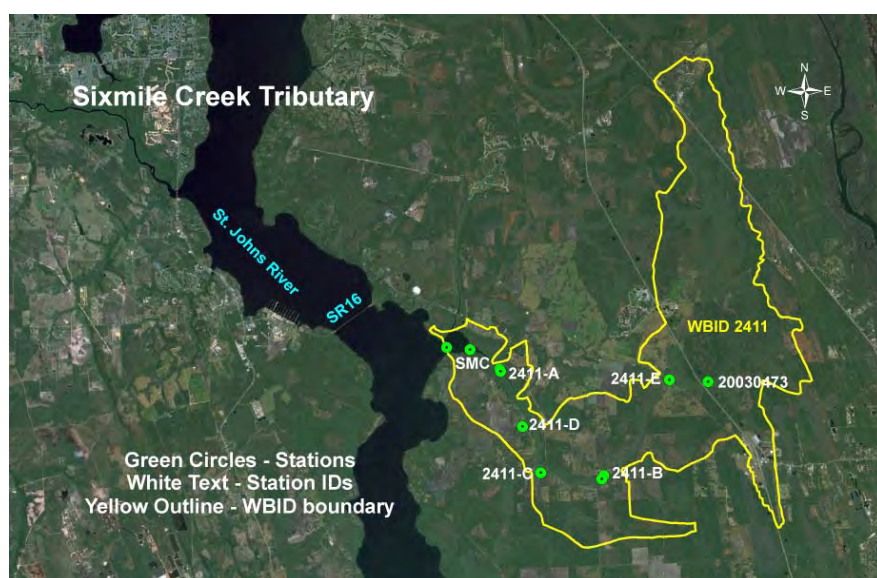 Sixmile Creek Tributary
N
W E
S
St. Johns River
SR16
WBID 2411
SMC
2411-A
2411-E
20030473
2411-D
2411-C
2411-B
Green Circles - Stations
White Text - Station IDs
Yellow Outline - WBID boundary